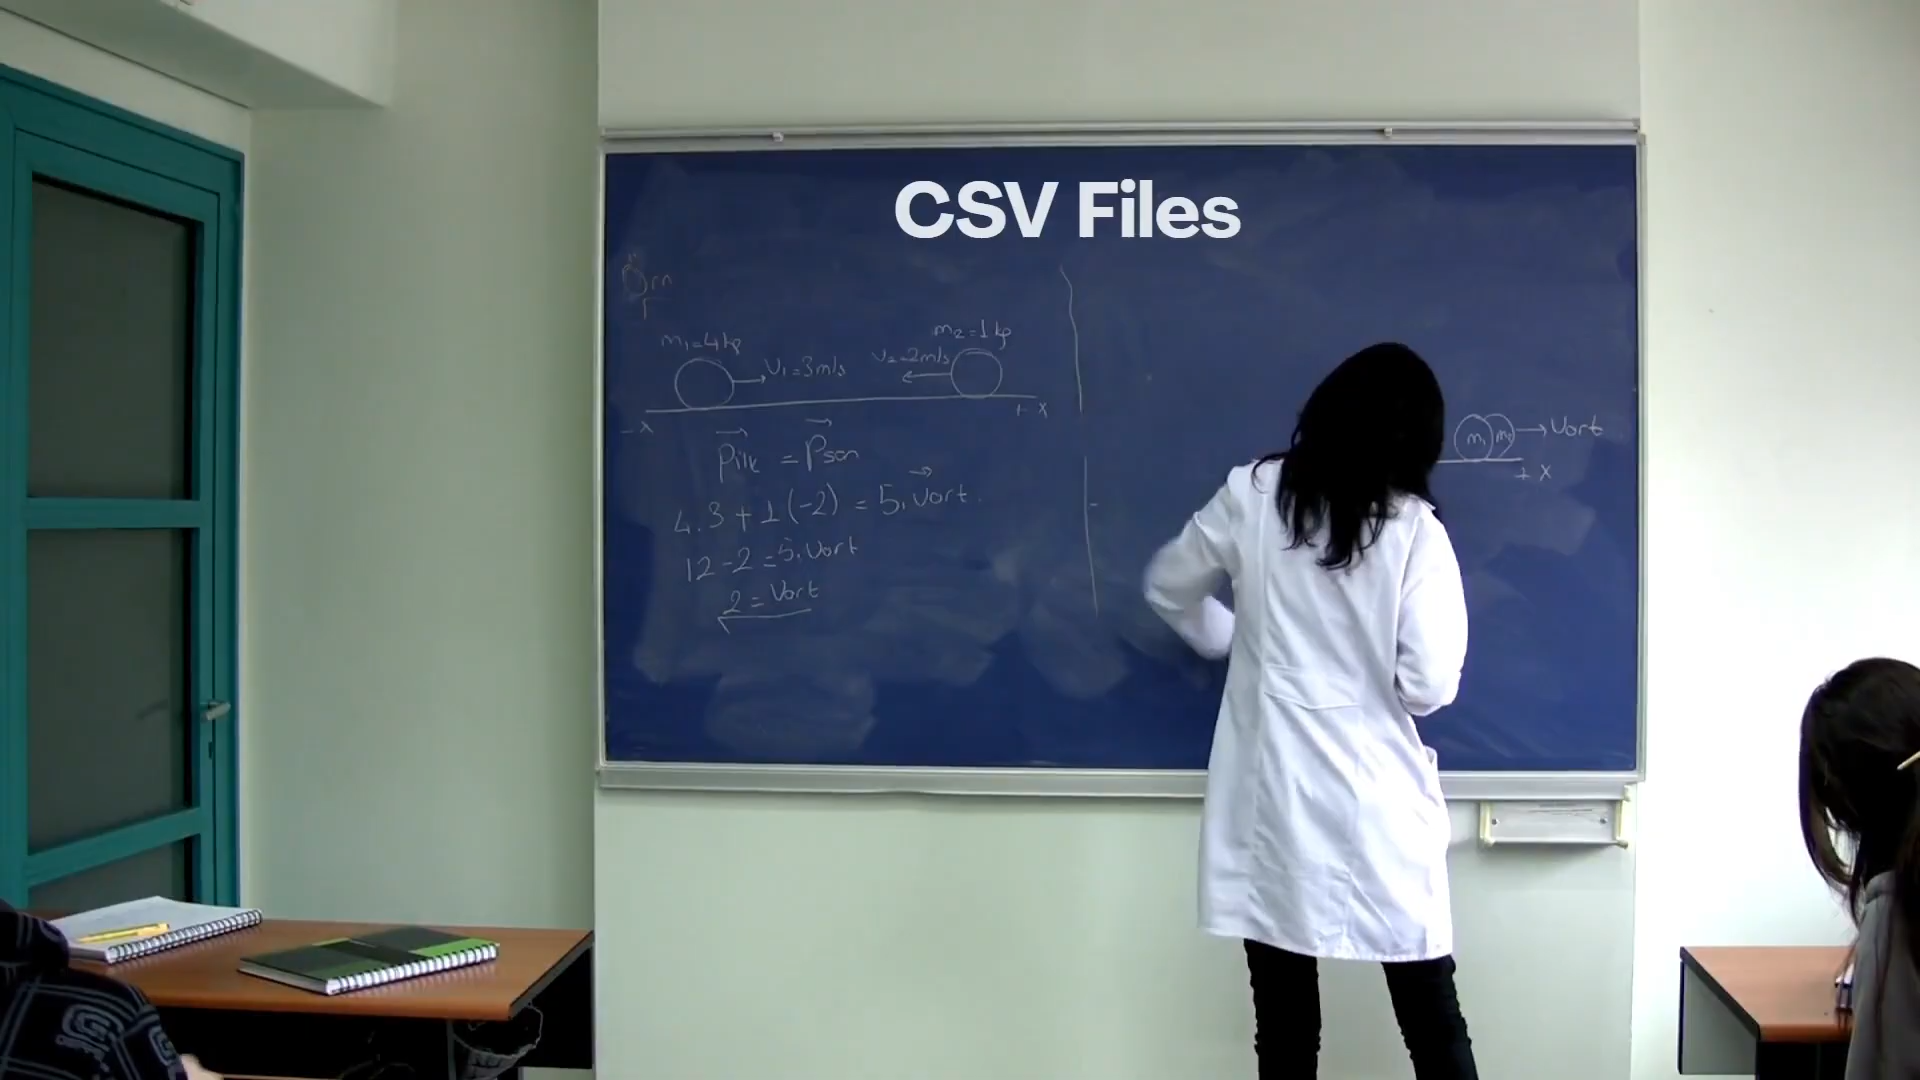 CSV Files
Örn
m₁=4kg
V₁=3m/s
V₂=2m/s
m₂=1kg
-x
+x
Pilk = Pson
4.3+1(-2) = 5.Vort
12-2=5.Vort
2=Vort
m₁ m₂ → Vort
+x